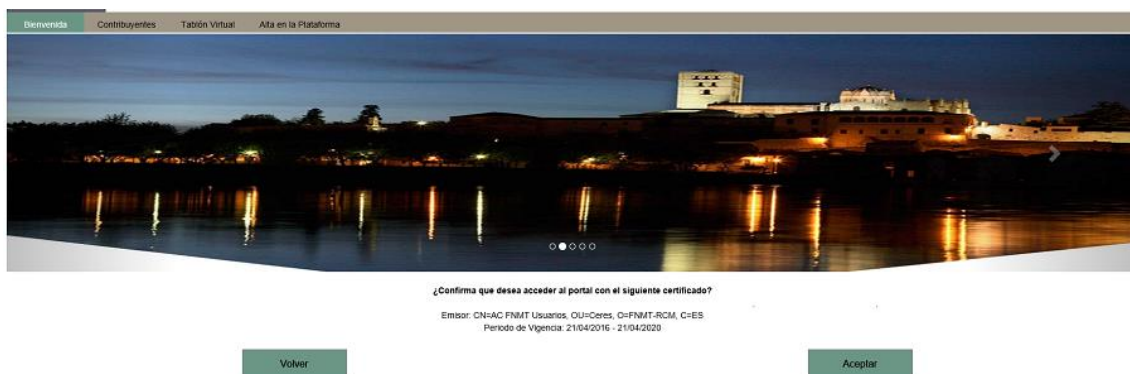 Bienvenida
Contribuyentes
Tablón Virtual
Alta en la Plataforma
¿Confirma que desea acceder al portal con el siguiente certificado?
Emisor: CN=AC FNMT Usuarios, OU=Ceres, O=FNMT-RCM, C=ES
Periodo de Vigencia: 21/04/2016 - 21/04/2020
Volver
Aceptar